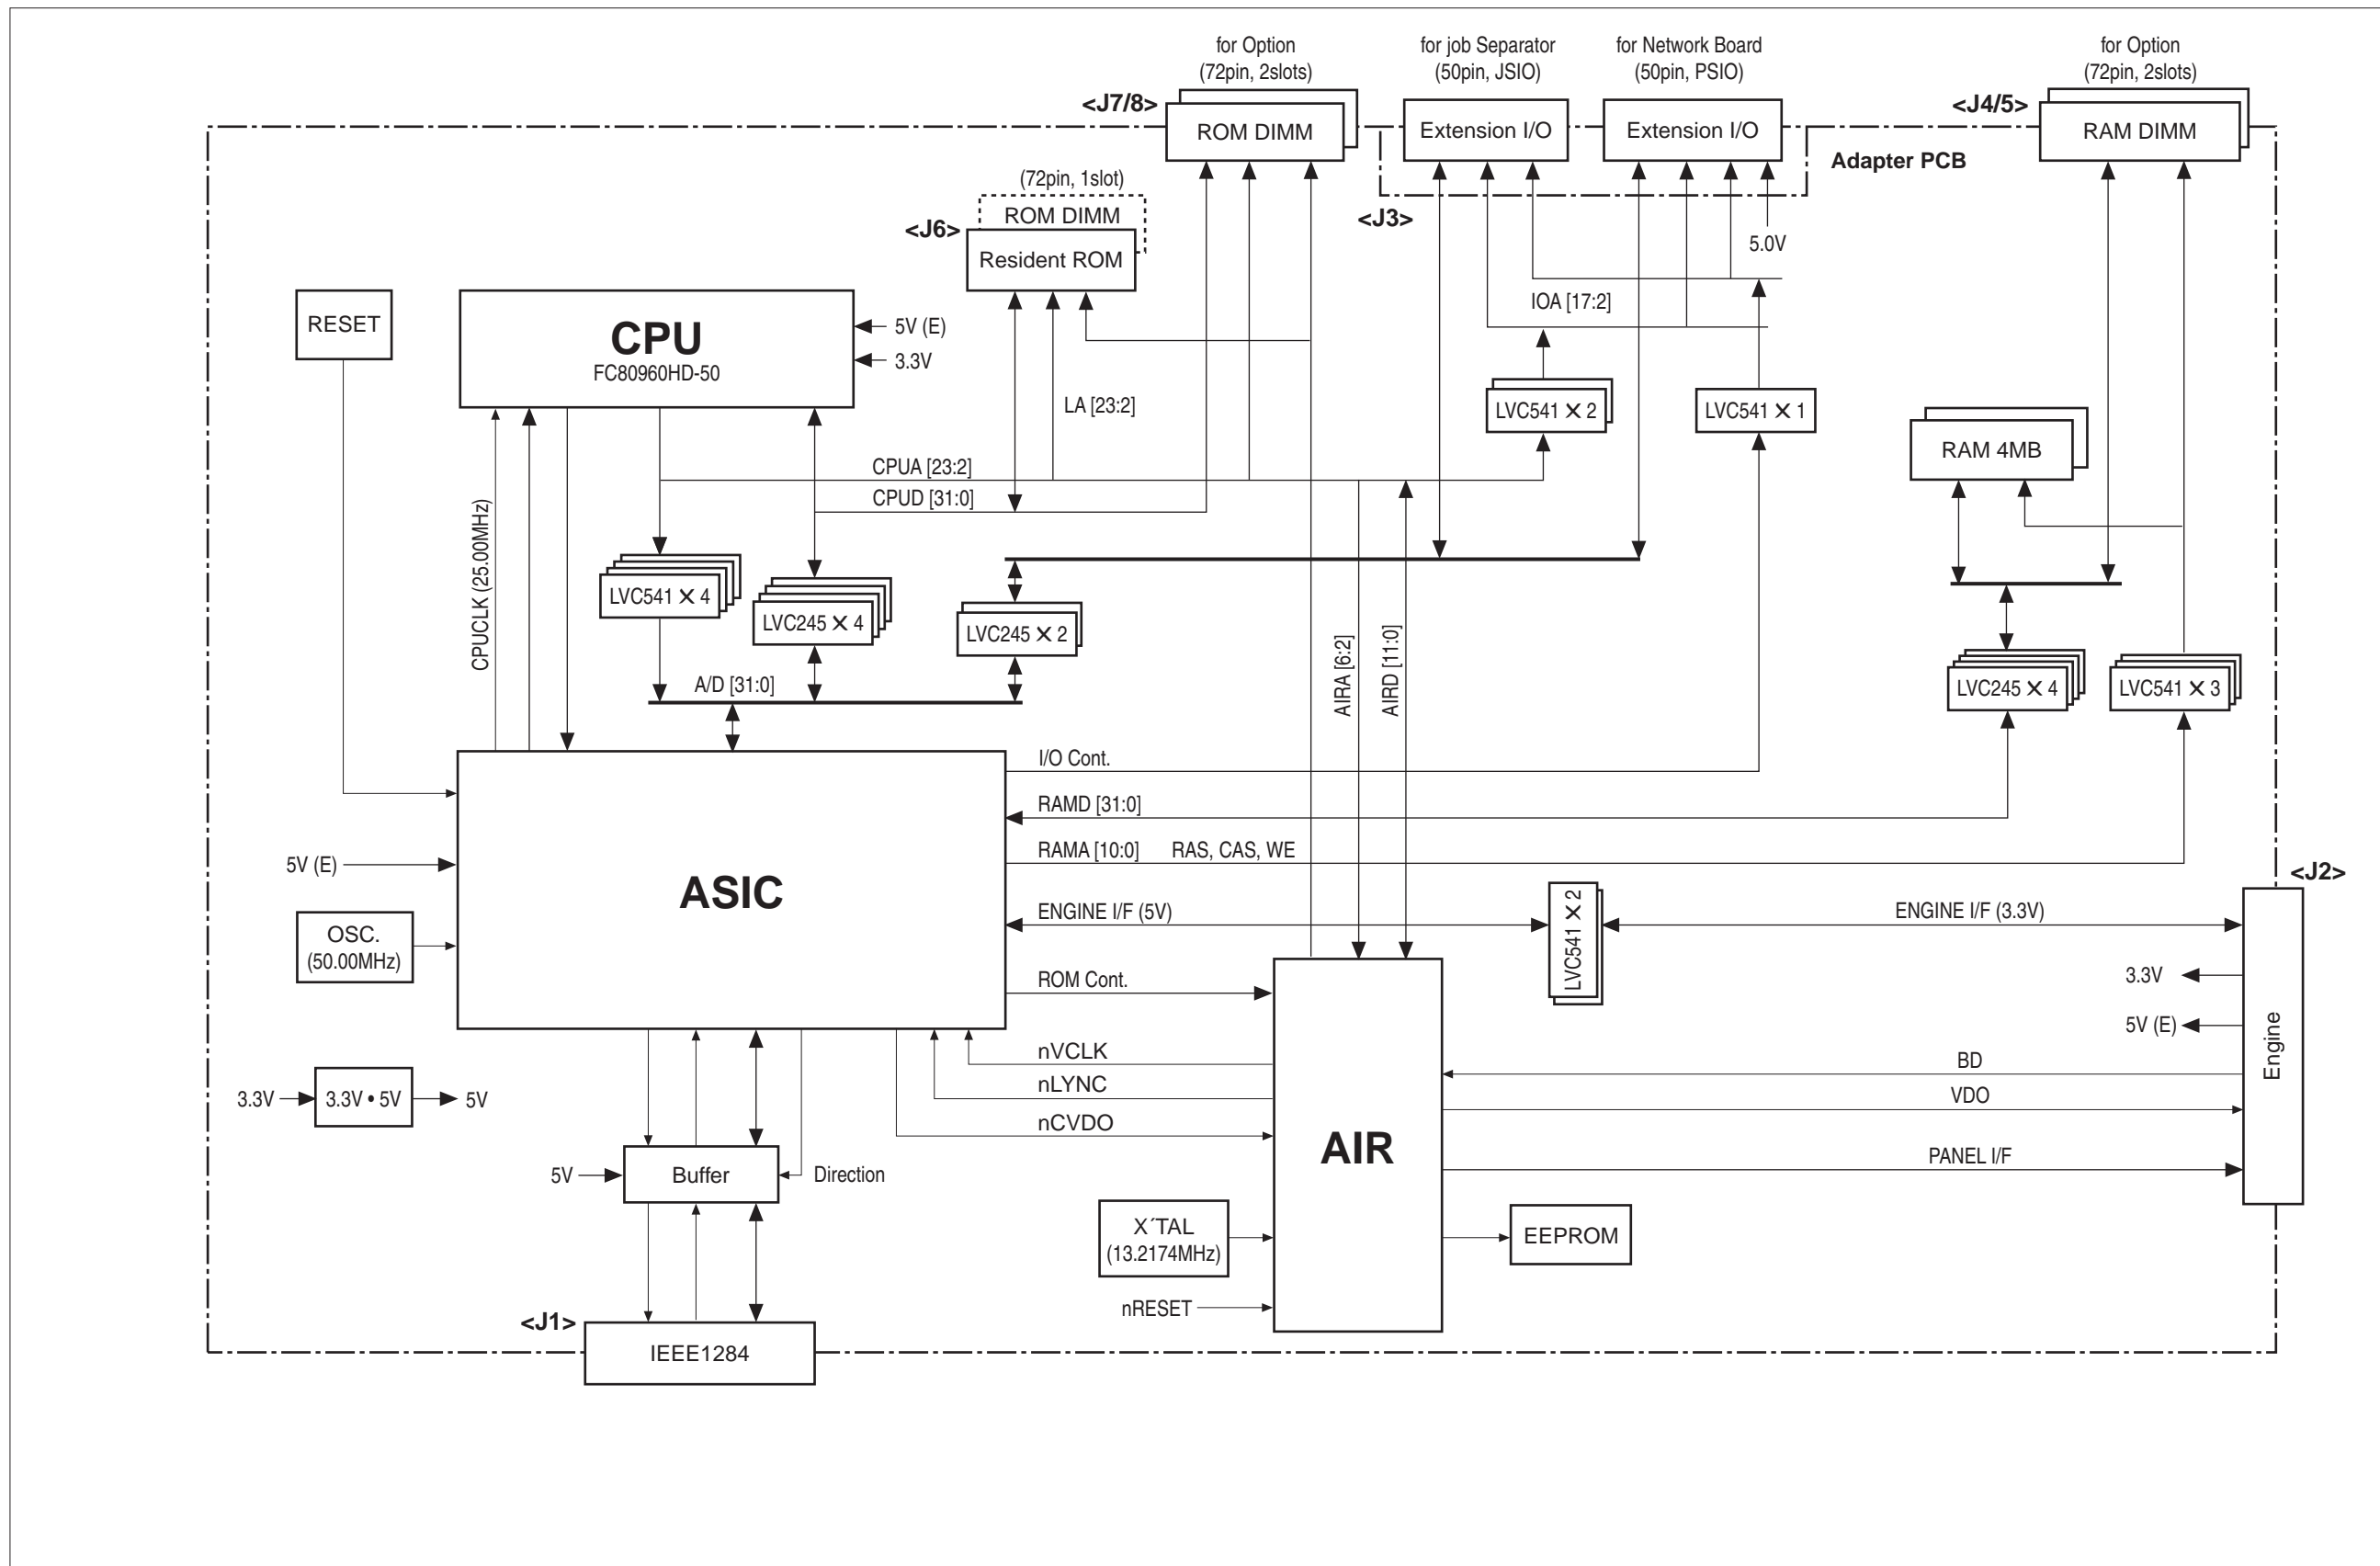 for Option
(72pin, 2slots)
for job Separator
(50pin, JSIO)
for Network Board
(50pin, PSIO)
for Option
(72pin, 2slots)
<J7/8>
ROM DIMM
Extension I/O
Extension I/O
<J4/5>
RAM DIMM
Adapter PCB
<J3>
(72pin, 1slot)
ROM DIMM
<J6>
Resident ROM
5.0V
IOA [17:2]
RESET
CPU
FC80960HD-50
5V (E)
3.3V
LA [23:2]
LVC541 × 2
LVC541 × 1
RAM 4MB
CPUA [23:2]
CPUD [31:0]
CPUCLK (25.00MHz)
LVC541 × 4
LVC245 × 4
LVC245 × 2
A/D [31:0]
AIRA [6:2]
AIRD [11:0]
LVC245 × 4
LVC541 × 3
I/O Cont.
RAMD [31:0]
RAMA [10:0] RAS, CAS, WE
5V (E)
ASIC
ENGINE I/F (5V)
LVC541 × 2
ENGINE I/F (3.3V)
<J2>
Engine
OSC.
(50.00MHz)
ROM Cont.
3.3V
5V (E)
nVCLK
nLYNC
nCVDO
BD
VDO
PANEL I/F
3.3V
3.3V • 5V
5V
AIR
5V
Buffer
Direction
X´TAL
(13.2174MHz)
EEPROM
nRESET
<J1>
IEEE1284